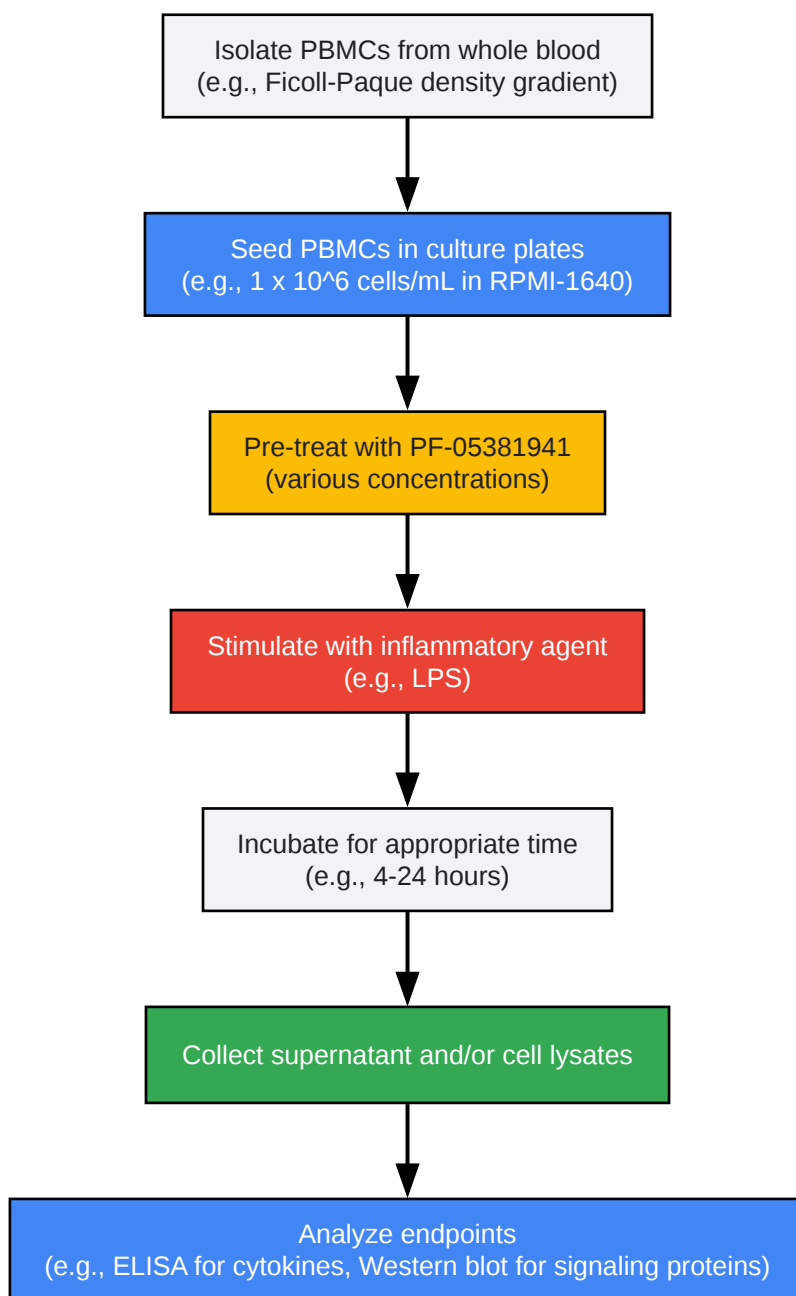 Isolate PBMCs from whole blood
(e.g., Ficoll-Paque density gradient)
Seed PBMCs in culture plates
(e.g., 1 x 10^6 cells/mL in RPMI-1640)
Pre-treat with PF-05381941
(various concentrations)
Stimulate with inflammatory agent
(e.g., LPS)
Incubate for appropriate time
(e.g., 4-24 hours)
Collect supernatant and/or cell lysates
Analyze endpoints
(e.g., ELISA for cytokines, Western blot for signaling proteins)